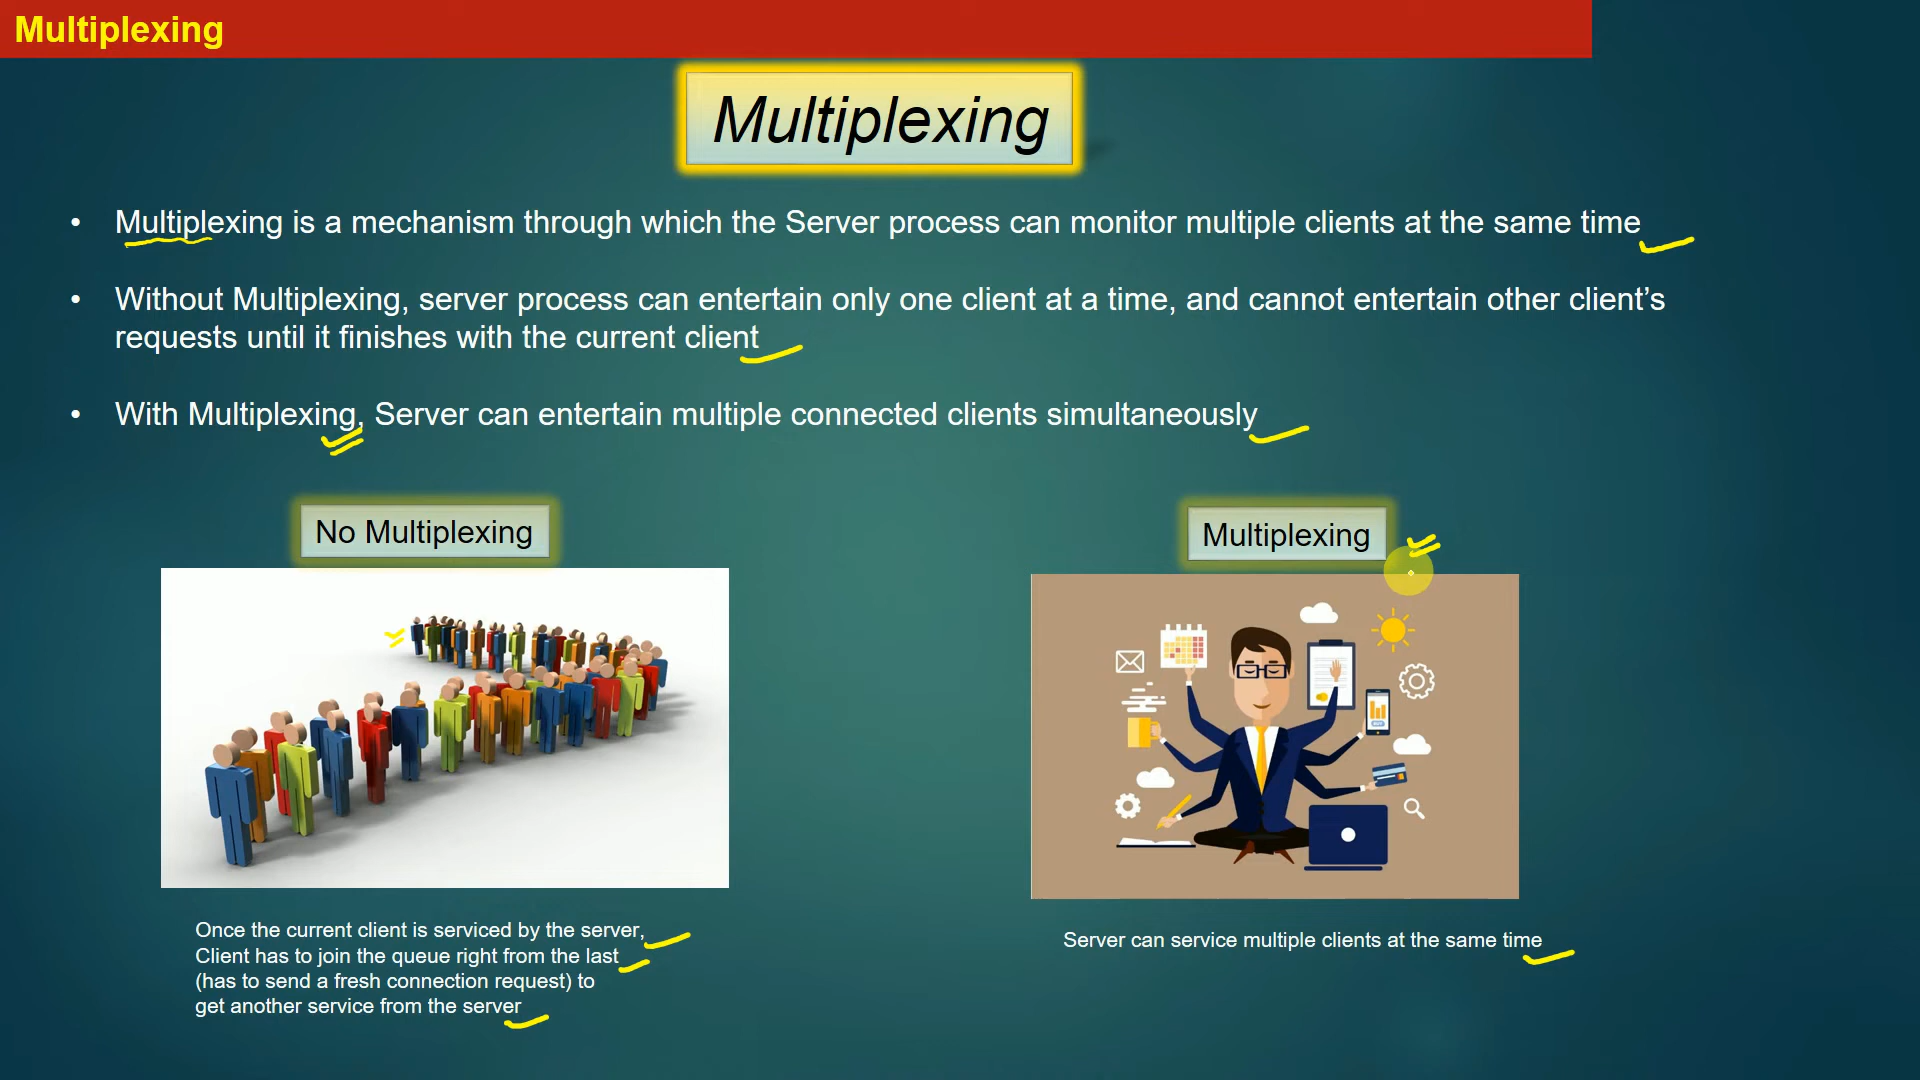 Multiplexing
Multiplexing
• Multiplexing is a mechanism through which the Server process can monitor multiple clients at the same time
• Without Multiplexing, server process can entertain only one client at a time, and cannot entertain other client’s
requests until it finishes with the current client
• With Multiplexing, Server can entertain multiple connected clients simultaneously
No Multiplexing
Multiplexing
Once the current client is serviced by the server,
Client has to join the queue right from the last
(has to send a fresh connection request) to
get another service from the server
Server can service multiple clients at the same time